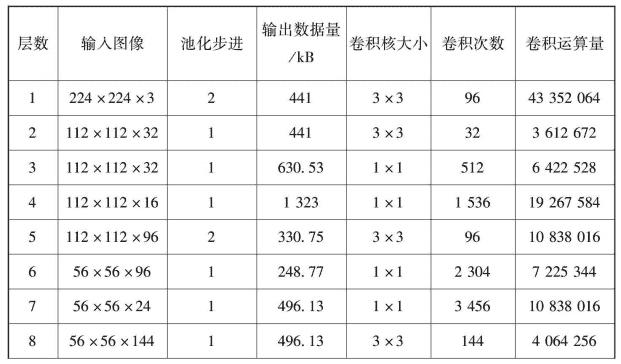 层数 输入图像 池化步进 输出数据量/kB 卷积核大小 卷积次数 卷积运算量
1 224×224×3 2 441 3×3 96 43 352 064
2 112×112×32 1 441 3×3 32 3 612 672
3 112×112×32 1 630.53 1×1 512 6 422 528
4 112×112×16 1 1 323 1×1 1 536 19 267 584
5 112×112×96 2 330.75 3×3 96 10 838 016
6 56×56×96 1 248.77 1×1 2 304 7 225 344
7 56×56×24 1 496.13 1×1 3 456 10 838 016
8 56×56×144 1 496.13 3×3 144 4 064 256